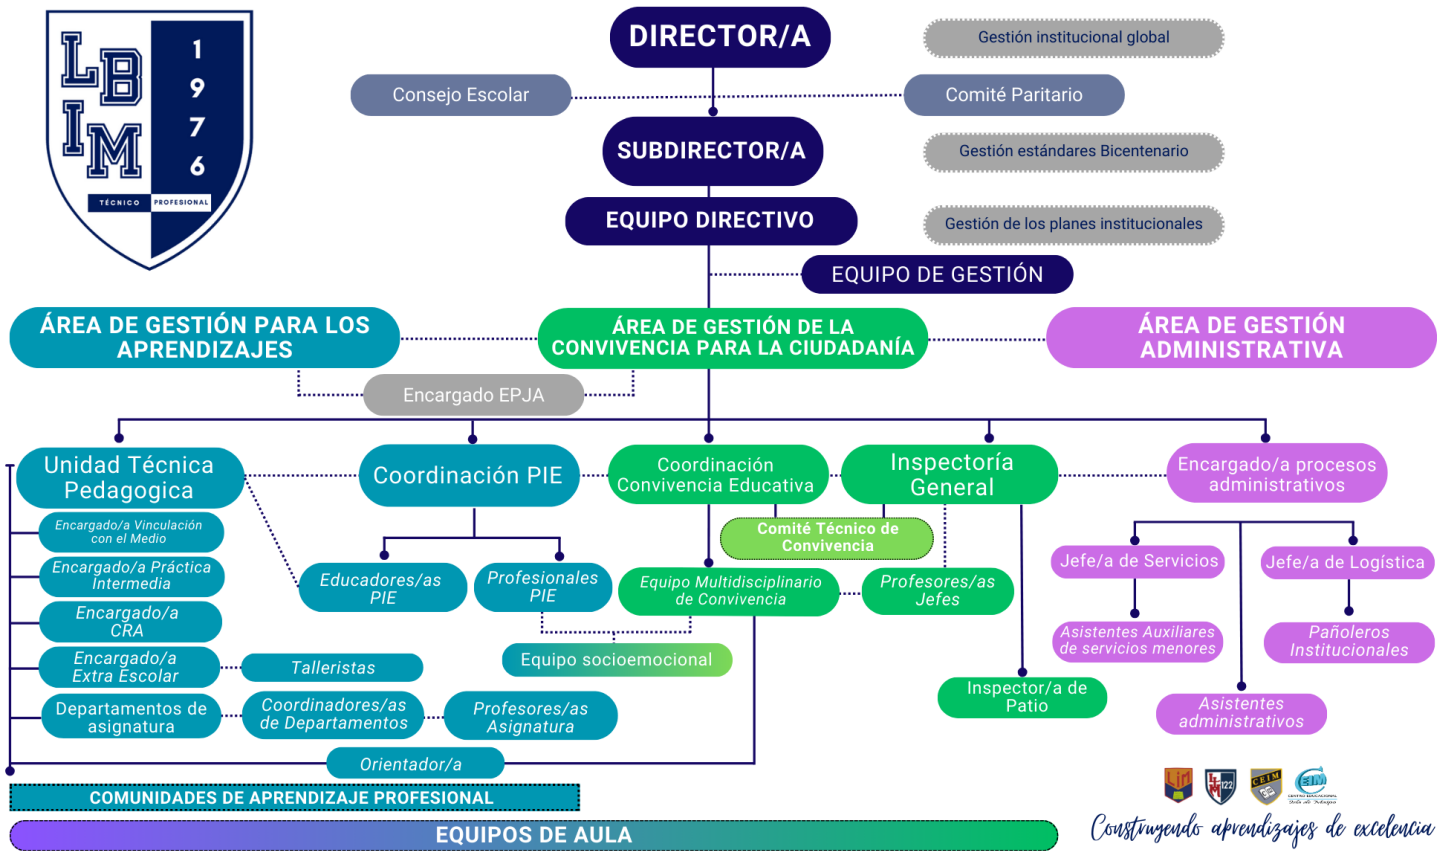 LB
IM
1
9
7
6
TÉCNICO PROFESIONAL
DIRECTOR/A
Gestión institucional global
Consejo Escolar
Comité Paritario
SUBDIRECTOR/A
Gestión estándares Bicentenario
EQUIPO DIRECTIVO
Gestión de los planes institucionales
EQUIPO DE GESTIÓN
ÁREA DE GESTIÓN PARA LOS
APRENDIZAJES
ÁREA DE GESTIÓN DE LA
CONVIVENCIA PARA LA CIUDADANÍA
ÁREA DE GESTIÓN
ADMINISTRATIVA
Encargado EPJA
Unidad Técnica
Pedagogica
Coordinación PIE
Coordinación
Convivencia Educativa
Inspectoría
General
Encargado/a procesos
administrativos
Comité Técnico de
Convivencia
Encargado/a Vinculación
con el Medio
Encargado/a Práctica
Intermedia
Encargado/a
CRA
Encargado/a
Extra Escolar
Talleristas
Departamentos de
asignatura
Coordinadores/as
de Departamentos
Profesores/as
Asignatura
Orientador/a
Educadores/as
PIE
Profesionales
PIE
Equipo Multidisciplinario
de Convivencia
Profesores/as
Jefes
Equipo socioemocional
Inspector/a de
Patio
Jefe/a de Servicios
Jefe/a de Logística
Asistentes Auxiliares
de servicios menores
Pañoleros
Institucionales
Asistentes
administrativos
COMUNIDADES DE APRENDIZAJE PROFESIONAL
EQUIPOS DE AULA
LIM
122
CEIM
CEIM
CENTRO EDUCACIONAL
Construyendo aprendizajes de excelencia